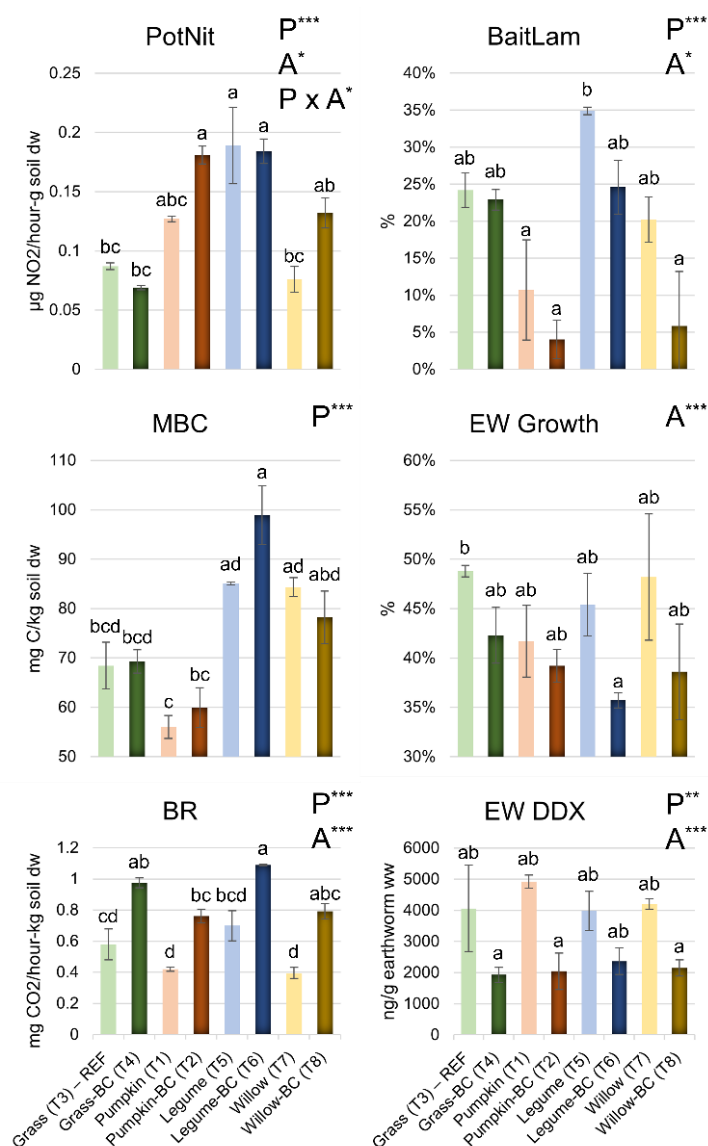 PotNit
P***
A*
P x A*
µg NO2/hour-g soil dw
0.25
0.2
0.15
0.1
0.05
0
bc
bc
abc
a
a
a
bc
ab
BaitLam
P***
A*
%
40%
35%
30%
25%
20%
15%
10%
5%
0%
ab
ab
a
a
b
ab
ab
a
MBC
P***
mg C/kg soil dw
110
100
90
80
70
60
50
bcd
bcd
c
bc
ad
a
ad
abd
EW Growth
A***
%
60%
55%
50%
45%
40%
35%
30%
b
ab
ab
ab
ab
a
ab
ab
BR
P***
A***
mg CO2/hour-kg soil dw
1.2
1
0.8
0.6
0.4
0.2
0
cd
ab
d
bc
bcd
a
d
abc
Grass (T3) – REF
Grass-BC (T4)
Pumpkin (T1)
Pumpkin-BC (T2)
Legume (T5)
Legume-BC (T6)
Willow (T7)
Willow-BC (T8)
EW DDX
P**
A***
ng/g earthworm ww
6000
5000
4000
3000
2000
1000
0
ab
a
ab
a
ab
ab
ab
a
Grass (T3) – REF
Grass-BC (T4)
Pumpkin (T1)
Pumpkin-BC (T2)
Legume (T5)
Legume-BC (T6)
Willow (T7)
Willow-BC (T8)